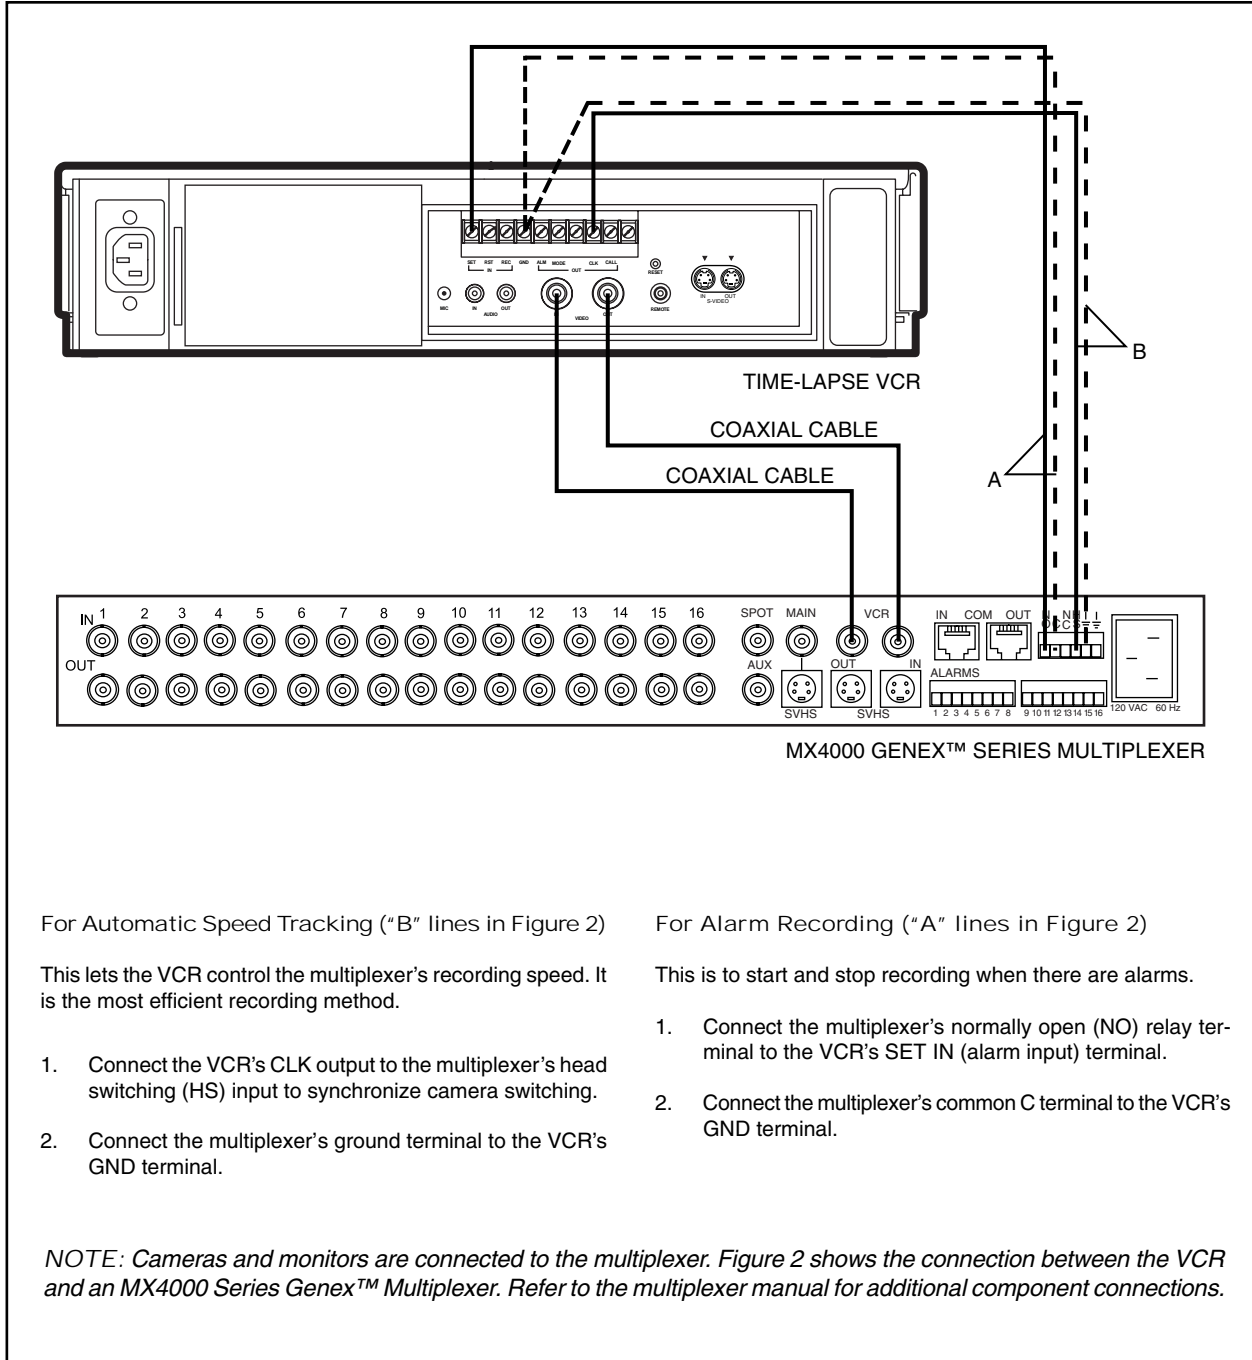 SET RST REC GND ALM MODE CLK CALL
IN OUT
RESET
MIC IN OUT
AUDIO
IN VIDEO OUT
REMOTE
IN OUT
S-VIDEO
TIME-LAPSE VCR
B
COAXIAL CABLE
COAXIAL CABLE
A
IN 1 2 3 4 5 6 7 8 9 10 11 12 13 14 15 16 SPOT MAIN VCR IN COM OUT NO C NC HS
OUT AUX OUT IN ALARMS
SVHS SVHS 1 2 3 4 5 6 7 8 9 10 11 12 13 14 15 16 120 VAC 60 Hz
MX4000 GENEX™ SERIES MULTIPLEXER
For Automatic Speed Tracking ("B" lines in Figure 2)
This lets the VCR control the multiplexer's recording speed. It
is the most efficient recording method.
1. Connect the VCR's CLK output to the multiplexer's head
switching (HS) input to synchronize camera switching.
2. Connect the multiplexer's ground terminal to the VCR's
GND terminal.
For Alarm Recording ("A" lines in Figure 2)
This is to start and stop recording when there are alarms.
1. Connect the multiplexer's normally open (NO) relay ter-
minal to the VCR's SET IN (alarm input) terminal.
2. Connect the multiplexer's common C terminal to the VCR's
GND terminal.
NOTE: Cameras and monitors are connected to the multiplexer. Figure 2 shows the connection between the VCR
and an MX4000 Series Genex™ Multiplexer. Refer to the multiplexer manual for additional component connections.